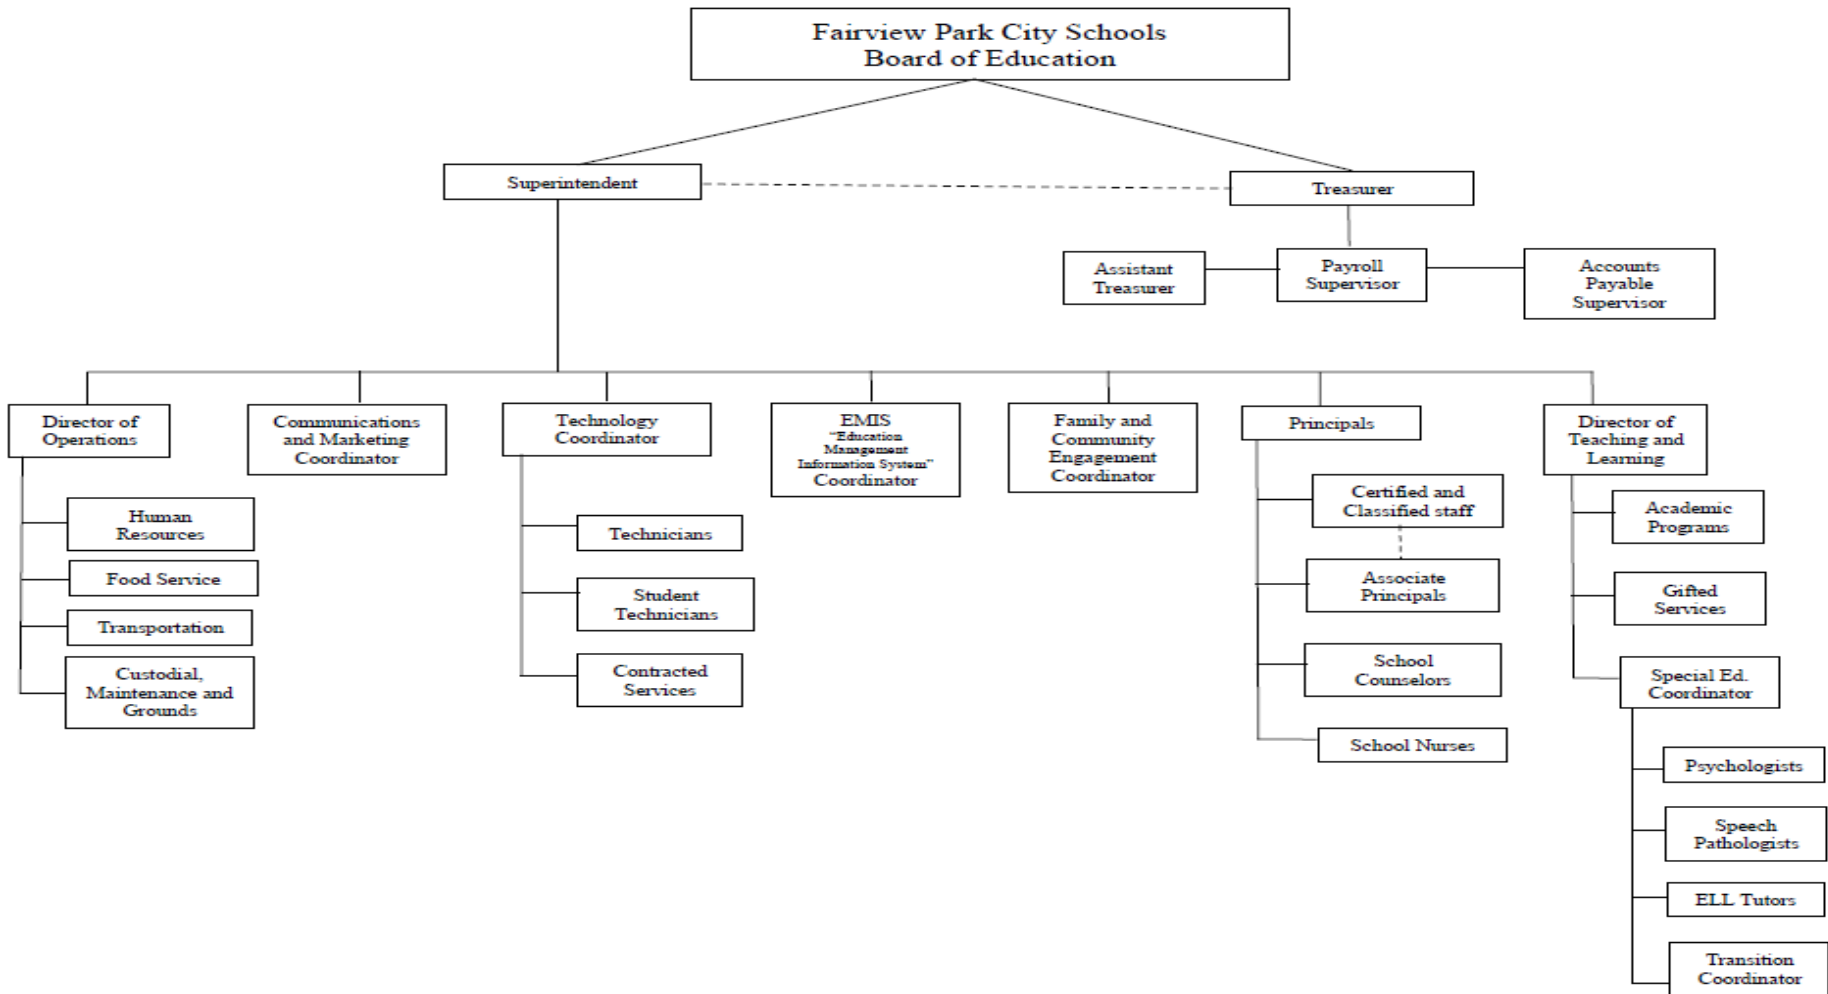 Fairview Park City Schools
Board of Education
Superintendent
Treasurer
Assistant
Treasurer
Payroll
Supervisor
Accounts
Payable
Supervisor
Director of
Operations
Communications
and Marketing
Coordinator
Technology
Coordinator
EMIS
“Education
Management
Information System”
Coordinator
Family and
Community
Engagement
Coordinator
Principals
Director of
Teaching and
Learning
Human
Resources
Food Service
Transportation
Custodial,
Maintenance and
Grounds
Technicians
Student
Technicians
Contracted
Services
Certified and
Classified staff
Associate
Principals
School
Counselors
School Nurses
Academic
Programs
Gifted
Services
Special Ed.
Coordinator
Psychologists
Speech
Pathologists
ELL Tutors
Transition
Coordinator